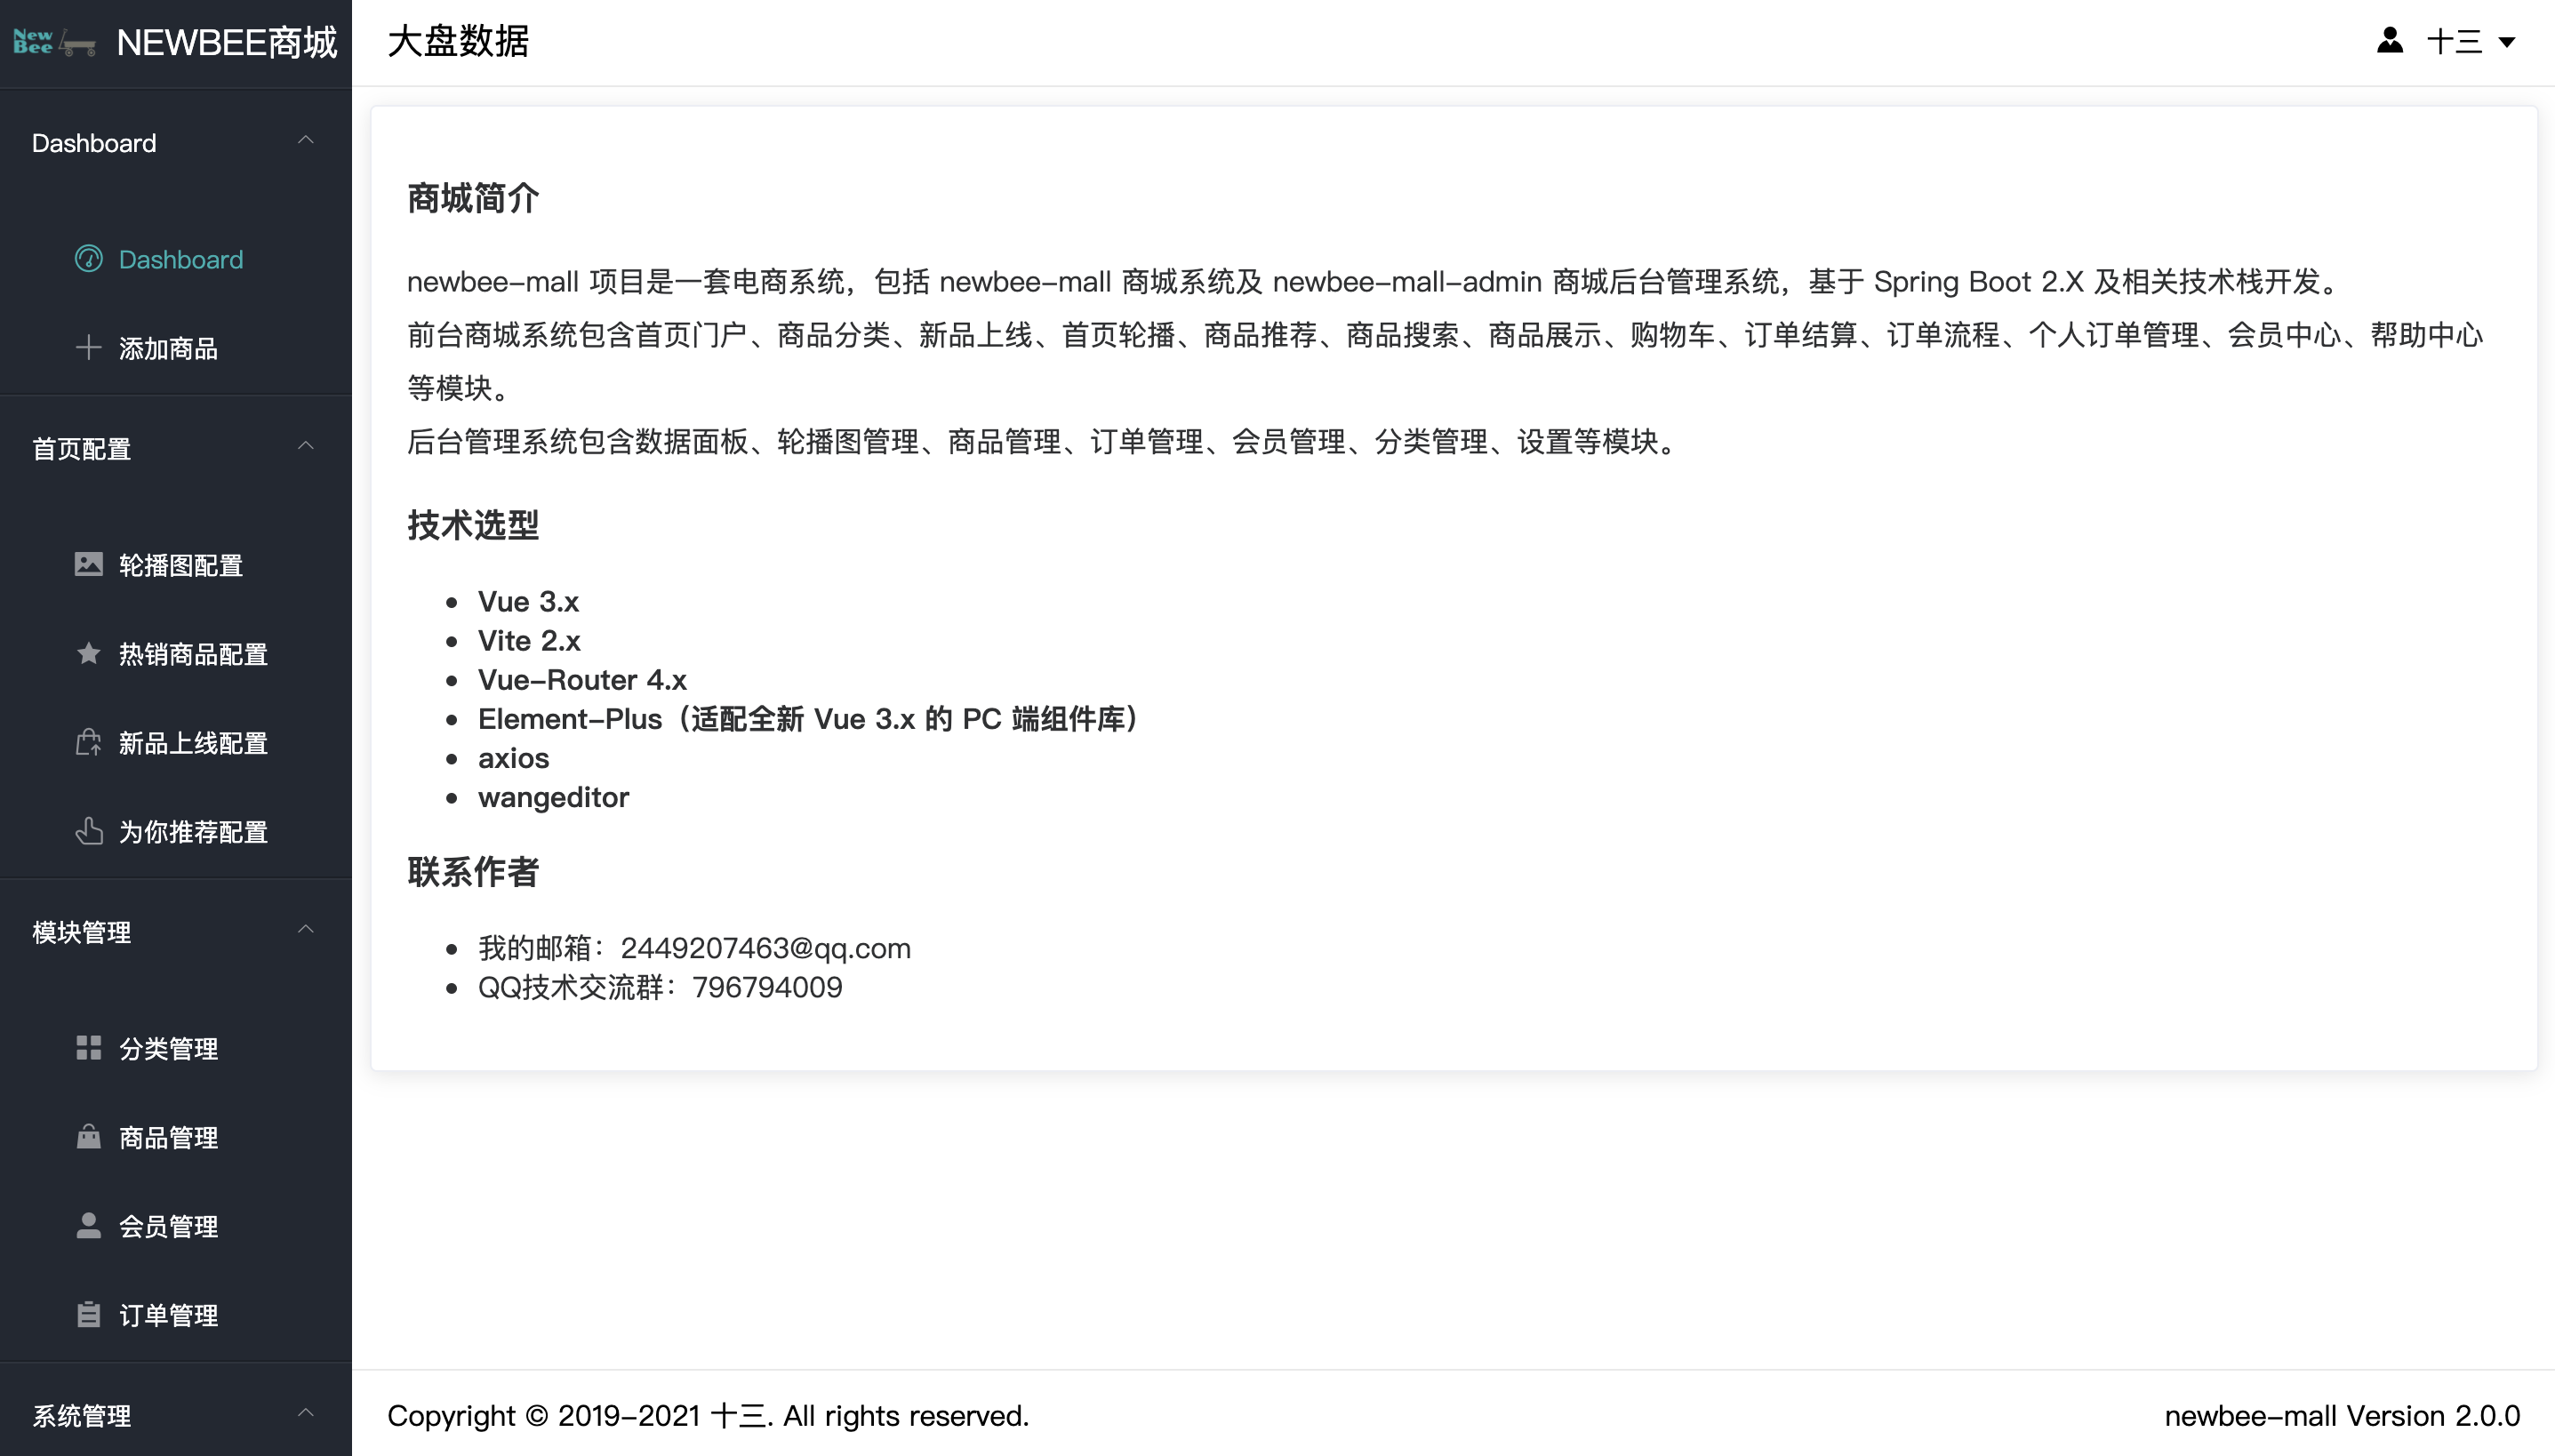 New
Bee
NEWBEE商城
大盘数据
十三
Dashboard
Dashboard
添加商品
首页配置
轮播图配置
热销商品配置
新品上线配置
为你推荐配置
模块管理
分类管理
商品管理
会员管理
订单管理
系统管理
商城简介
newbee-mall 项目是一套电商系统，包括 newbee-mall 商城系统及 newbee-mall-admin 商城后台管理系统，基于 Spring Boot 2.X 及相关技术栈开发。
前台商城系统包含首页门户、商品分类、新品上线、首页轮播、商品推荐、商品搜索、商品展示、购物车、订单结算、订单流程、个人订单管理、会员中心、帮助中心
等模块。
后台管理系统包含数据面板、轮播图管理、商品管理、订单管理、会员管理、分类管理、设置等模块。
技术选型
Vue 3.x
Vite 2.x
Vue-Router 4.x
Element-Plus（适配全新 Vue 3.x 的 PC 端组件库）
axios
wangeditor
联系作者
我的邮箱：2449207463@qq.com
QQ技术交流群：796794009
Copyright © 2019-2021 十三. All rights reserved.
newbee-mall Version 2.0.0